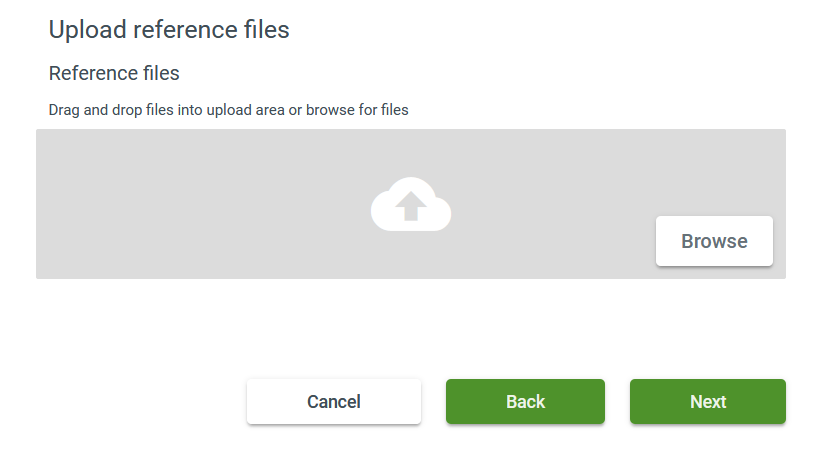 Upload reference files
Reference files
Drag and drop files into upload area or browse for files
Browse
Cancel
Back
Next